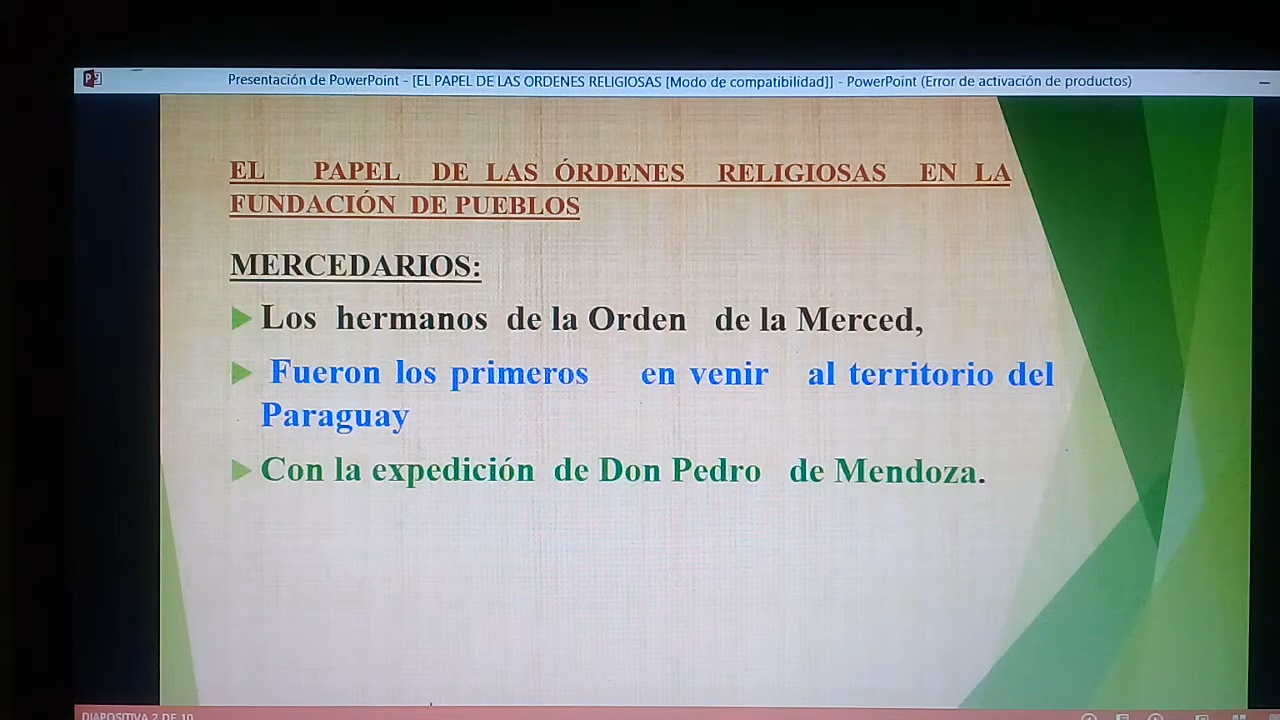 Presentación de PowerPoint - [EL PAPEL DE LAS ORDENES RELIGIOSAS [Modo de compatibilidad]] - PowerPoint (Error de activación de productos)
EL PAPEL DE LAS ÓRDENES RELIGIOSAS EN LA
FUNDACIÓN DE PUEBLOS
MERCEDARIOS:
Los hermanos de la Orden de la Merced,
Fueron los primeros en venir al territorio del
Paraguay
Con la expedición de Don Pedro de Mendoza.
DIAPOSITIVA 2 DE 10